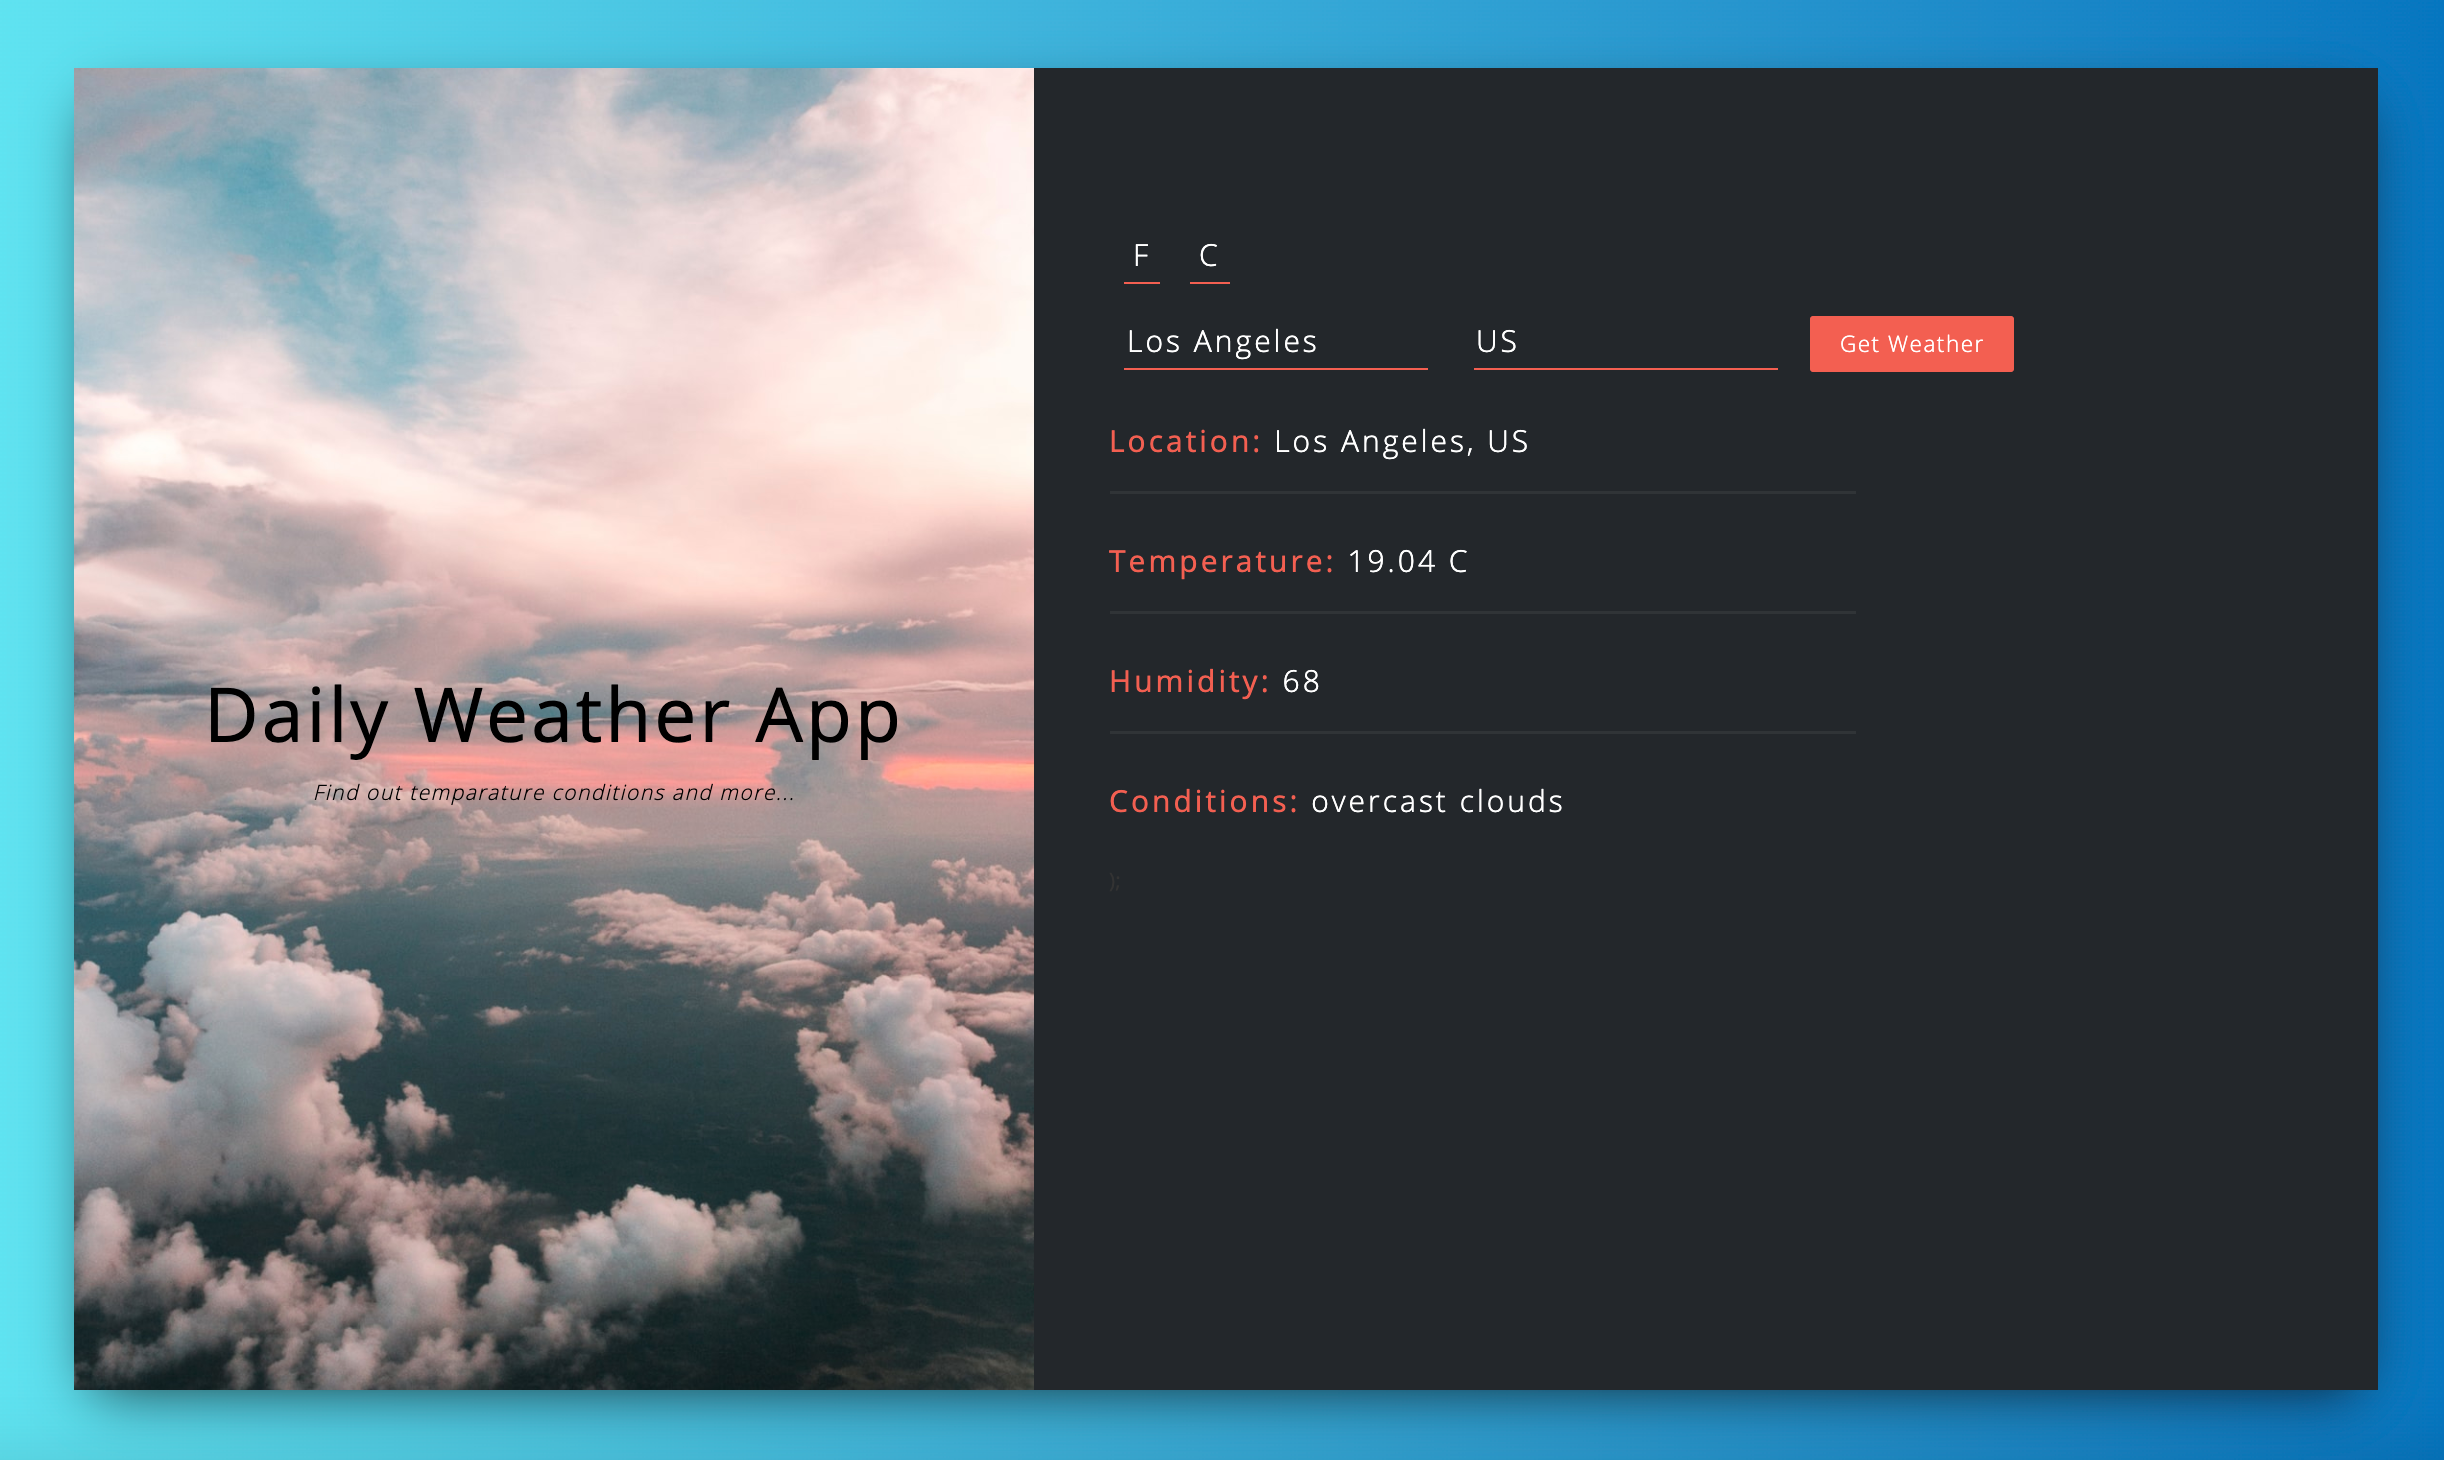 Daily Weather App
Find out temparature conditions and more...
F C
Los Angeles US Get Weather
Location: Los Angeles, US
Temperature: 19.04 C
Humidity: 68
Conditions: overcast clouds
);